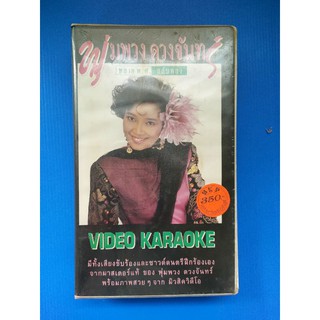 พุ่มพวง ดวงจันทร์
VIDEO KARAOKE
350.-
มีทั้งเสียงขับร้องและซาวด์ดนตรีฝึกร้องเอง
จากมาสเตอร์แท้ ของ พุ่มพวง ดวงจันทร์
พร้อมภาพสวย ๆ จาก มิวสิควิดีโอ